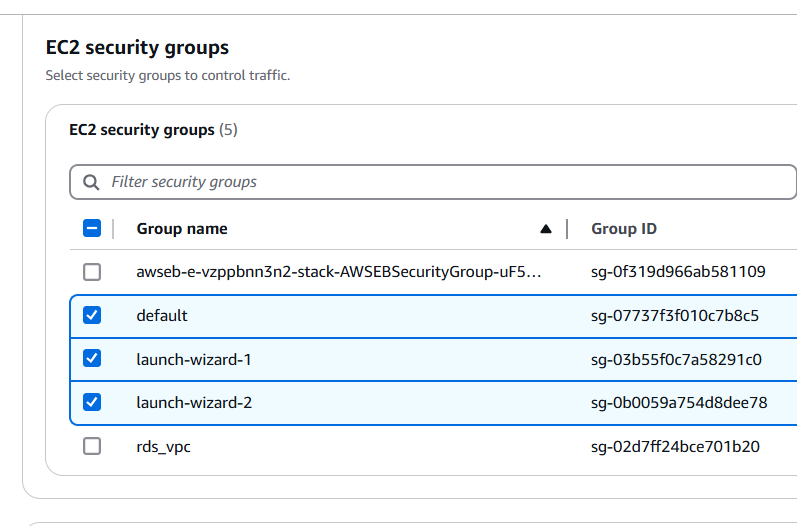 EC2 security groups
Select security groups to control traffic.
EC2 security groups (5)
Filter security groups
Group name Group ID
awseb-e-vzppbnn3n2-stack-AWSEBSecurityGroup-uF5... sg-0f319d966ab581109
default sg-07737f3f010c7b8c5
launch-wizard-1 sg-03b55f0c7a58291c0
launch-wizard-2 sg-0b0059a754d8dee78
rds_vpc sg-02d7ff24bce701b20